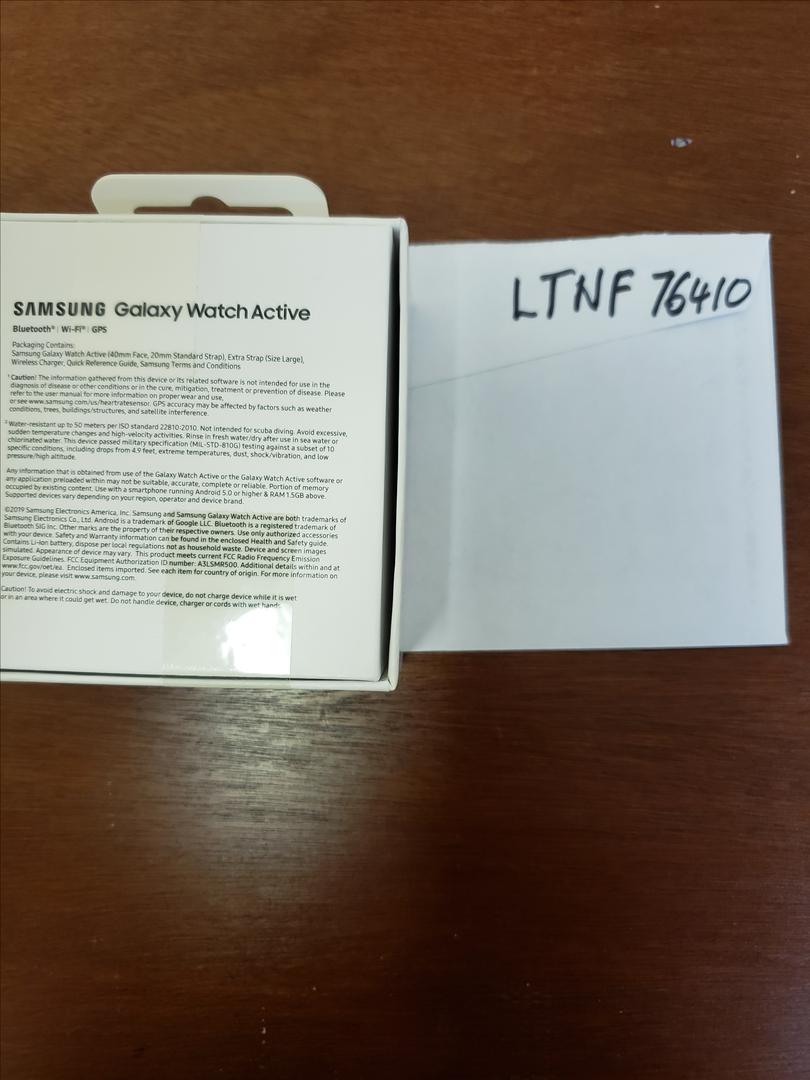 SAMSUNG Galaxy Watch Active
Bluetooth® | Wi-Fi® | GPS
Packaging Contains:
Samsung Galaxy Watch Active (40mm Face, 20mm Standard Strap), Extra Strap (Size Large),
Wireless Charger, Quick Reference Guide, Samsung Terms and Conditions
¹ Caution! The information gathered from this device or its related software is not intended for use in the
diagnosis of disease or other conditions or in the cure, mitigation, treatment or prevention of disease. Please
refer to the user manual for more information on proper wear and use,
or see www.samsung.com/us/heartratesensor. GPS accuracy may be affected by factors such as weather
conditions, trees, buildings/structures, and satellite interference.
² Water-resistant up to 50 meters per ISO standard 22810:2010. Not intended for scuba diving. Avoid excessive,
sudden temperature changes and high-velocity activities. Rinse in fresh water/dry after use in sea water or
chlorinated water. This device passed military specification (MIL-STD-810G) testing against a subset of 10
specific conditions, including drops from 4.9 feet, extreme temperatures, dust, shock/vibration, and low
pressure/high altitude.
Any information that is obtained from use of the Galaxy Watch Active or the Galaxy Watch Active software or
any application preloaded within may not be suitable, accurate, complete or reliable. Portion of memory
occupied by existing content. Use with a smartphone running Android 5.0 or higher & RAM 1.5GB above.
Supported devices vary depending on your region, operator and device brand.
©2019 Samsung Electronics America, Inc. Samsung and Samsung Galaxy Watch Active are both trademarks of
Samsung Electronics Co., Ltd. Android is a trademark of Google LLC. Bluetooth is a registered trademark of
Bluetooth SIG Inc. Other marks are the property of their respective owners. Use only authorized accessories
with your device. Safety and Warranty information can be found in the enclosed Health and Safety guide.
Contains Li-Ion battery, dispose per local regulations not as household waste. Device and screen images
simulated. Appearance of device may vary. This product meets current FCC Radio Frequency Emission
Exposure Guidelines. FCC Equipment Authorization ID number: A3LSMR500. Additional details within and at
www.fcc.gov/oet/ea. Enclosed items imported. See each item for country of origin. For more information on
your device, please visit www.samsung.com.
Caution! To avoid electric shock and damage to your device, do not charge device while it is wet
or in an area where it could get wet. Do not handle device, charger or cords with wet hands.
LTNF 76410